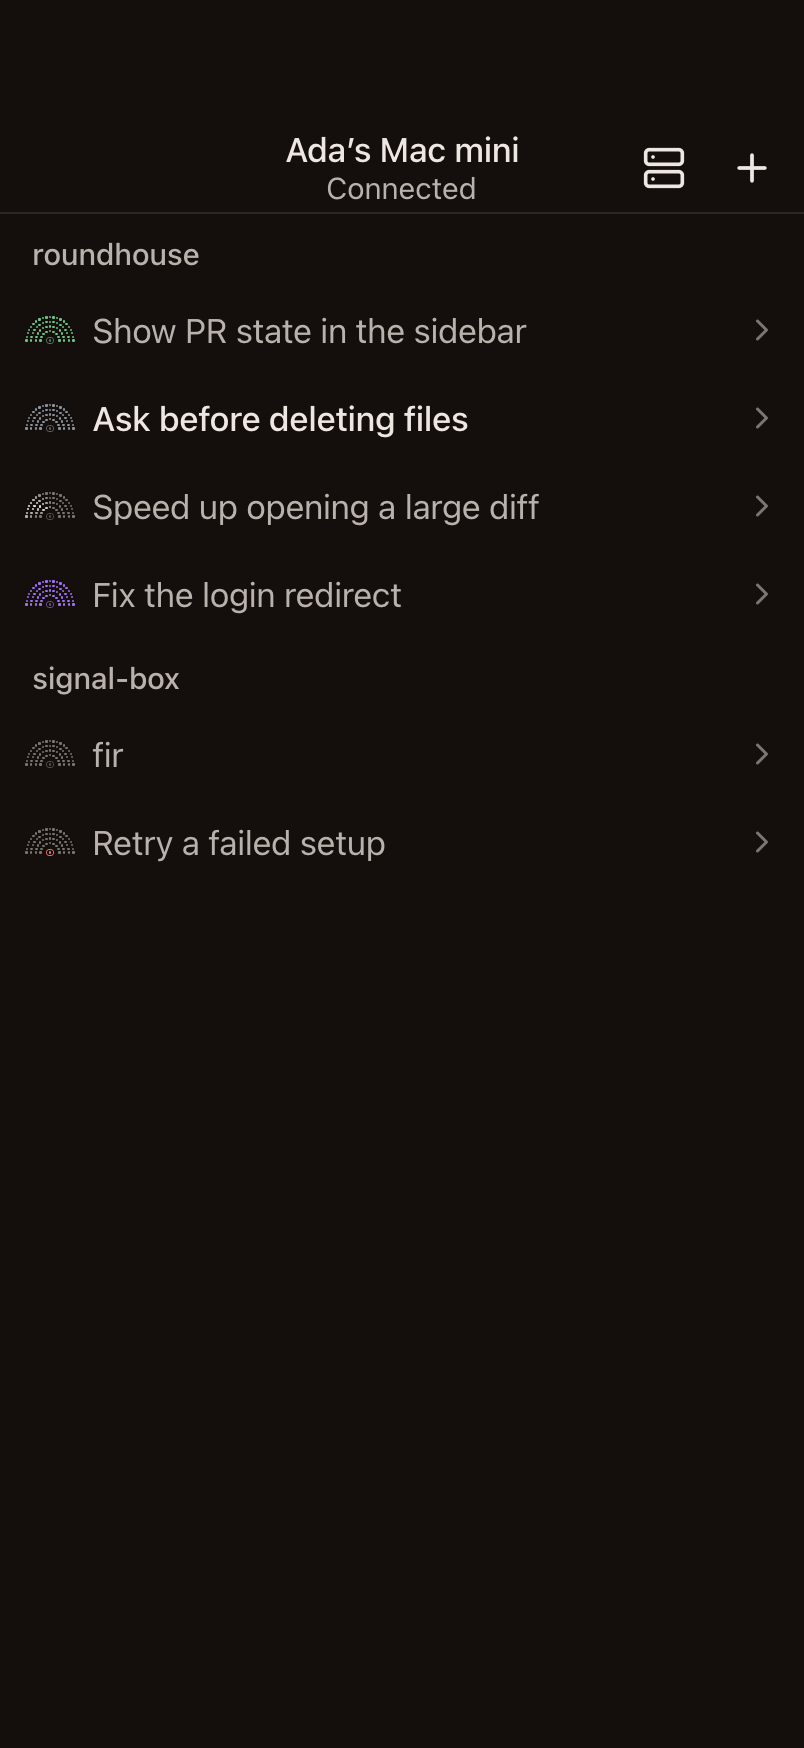 Ada’s Mac mini
Connected
roundhouse
Show PR state in the sidebar
Ask before deleting files
Speed up opening a large diff
Fix the login redirect
signal-box
fir
Retry a failed setup